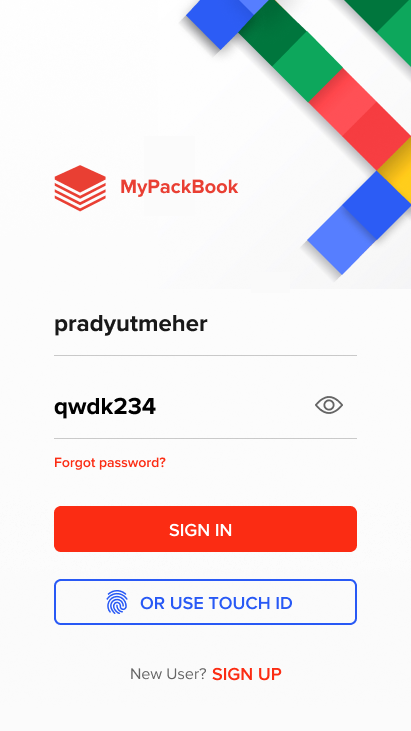 MyPackBook
pradyutmeher
qwdk234
Forgot password?
SIGN IN
OR USE TOUCH ID
New User? SIGN UP